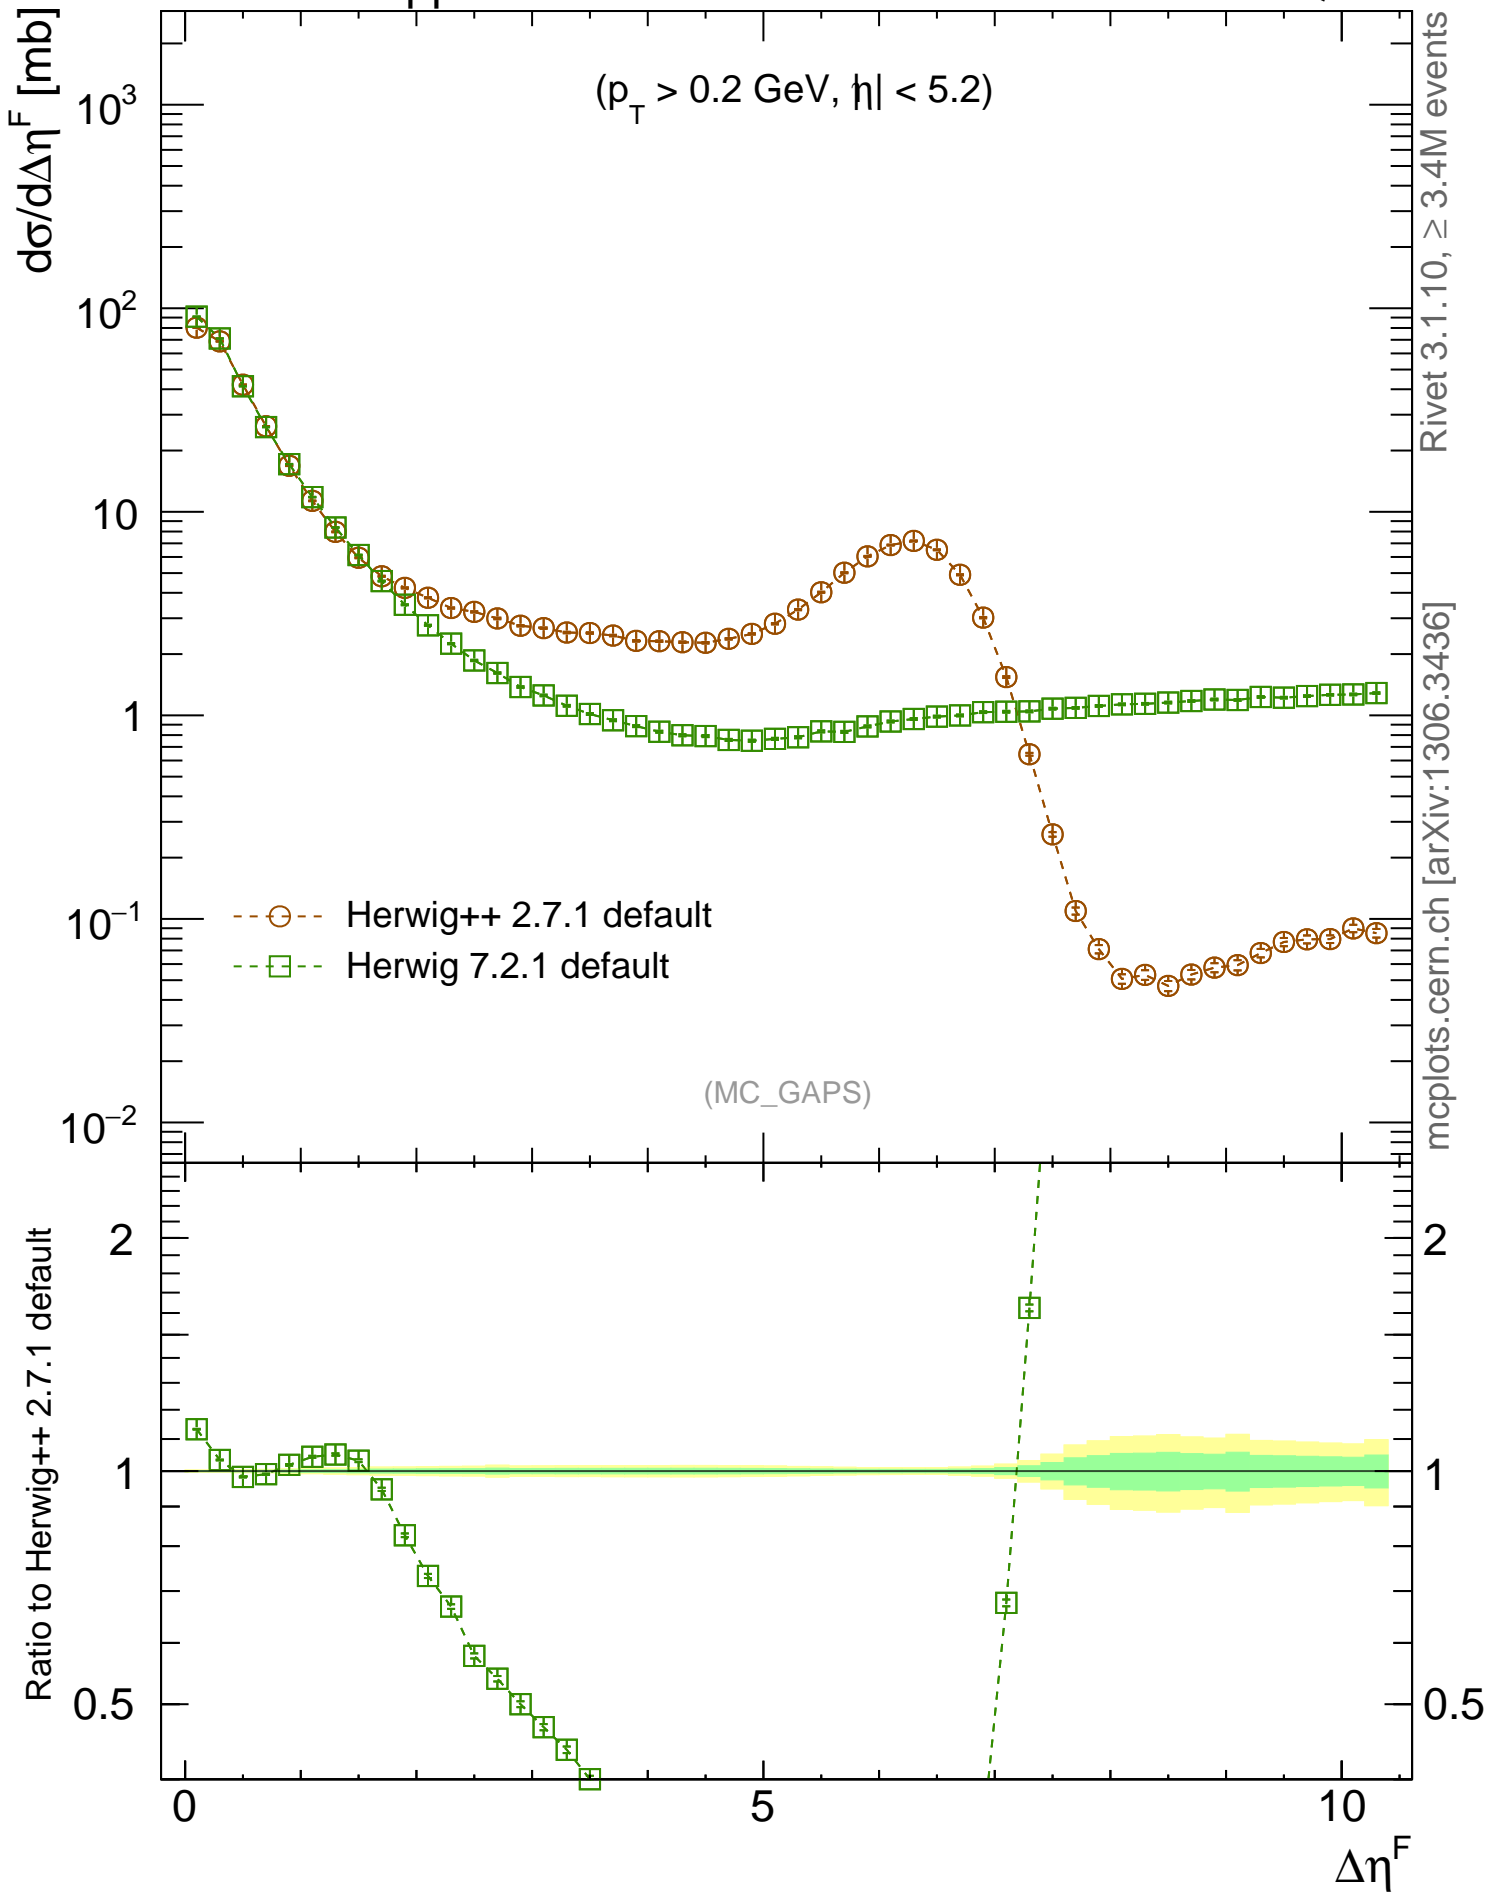 dσ/dΔη^F [mb]
(p_T > 0.2 GeV, |η| < 5.2)
10^3
10^2
10
1
10^−1
10^−2
Herwig++ 2.7.1 default
Herwig 7.2.1 default
(MC_GAPS)
Rivet 3.1.10, ≥ 3.4M events
mcplots.cern.ch [arXiv:1306.3436]
Ratio to Herwig++ 2.7.1 default
2
1
0.5
2
1
0.5
0
5
10
Δη^F